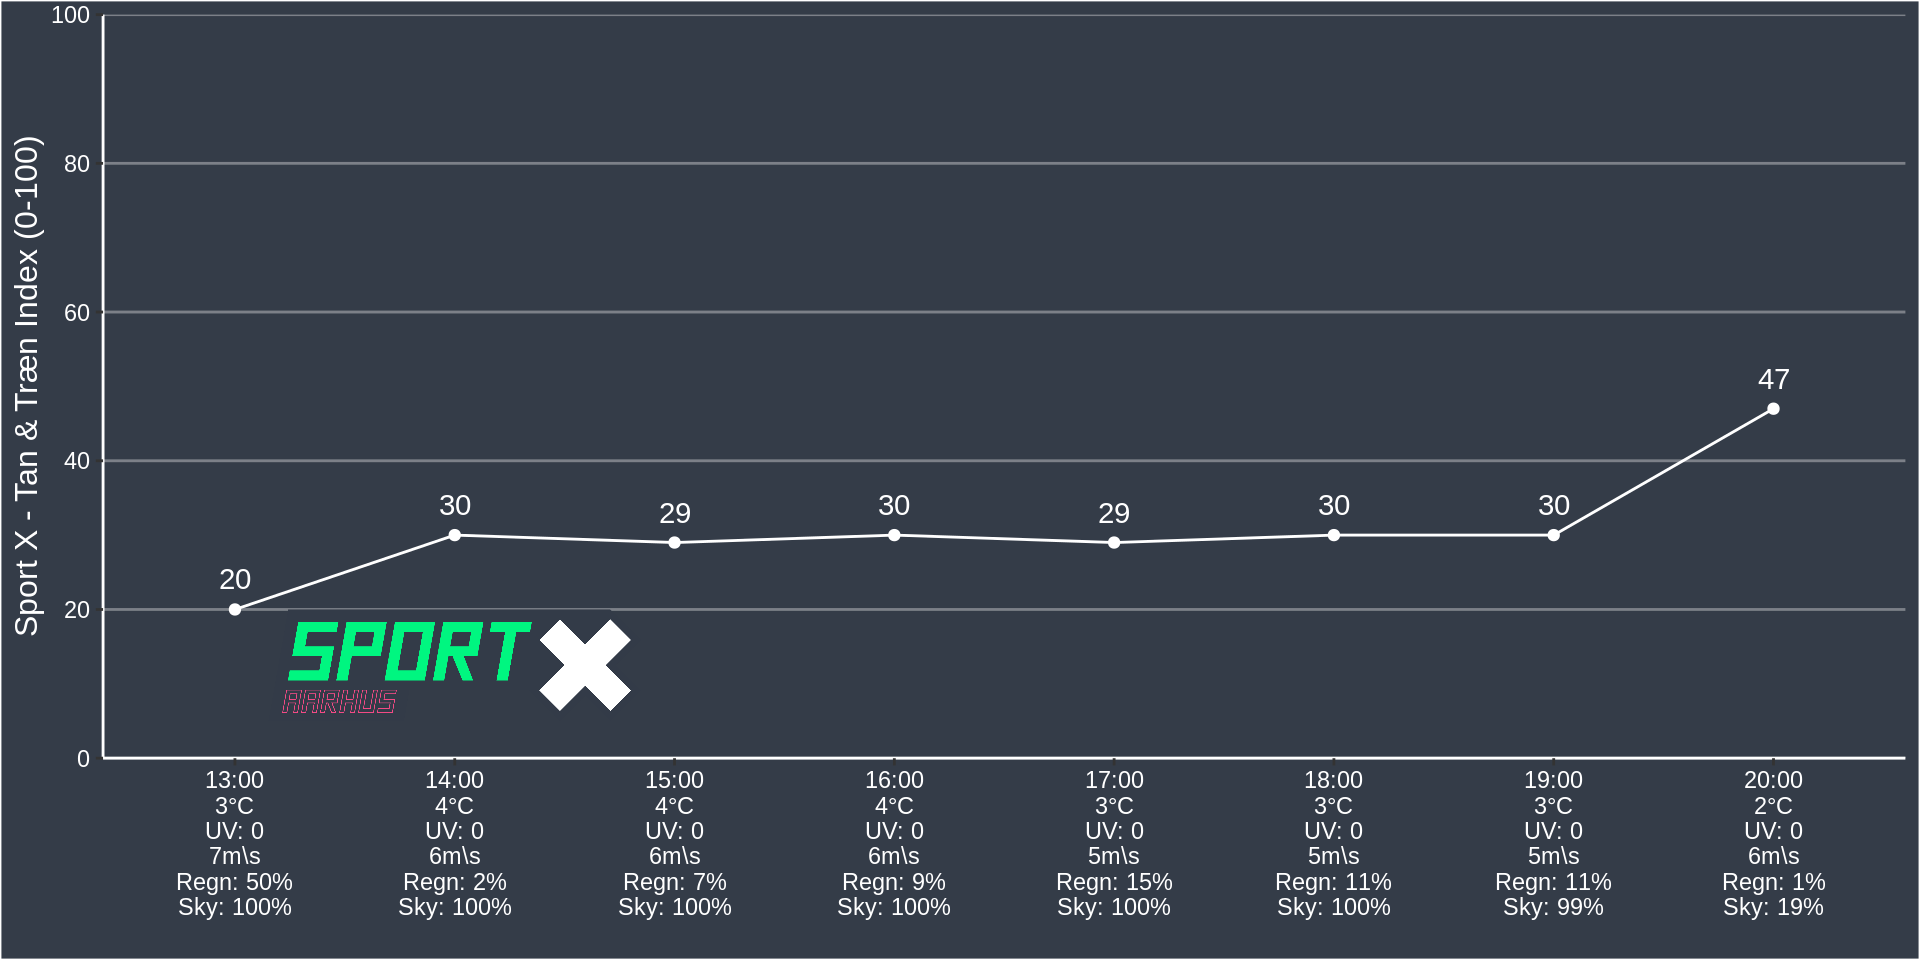 Sport X - Tan & Træn Index (0-100)
100
80
60
40
20
0
20
30
29
30
29
30
30
47
SPORT X
AARHUS
13:00
3°C
UV: 0
7m\s
Regn: 50%
Sky: 100%
14:00
4°C
UV: 0
6m\s
Regn: 2%
Sky: 100%
15:00
4°C
UV: 0
6m\s
Regn: 7%
Sky: 100%
16:00
4°C
UV: 0
6m\s
Regn: 9%
Sky: 100%
17:00
3°C
UV: 0
5m\s
Regn: 15%
Sky: 100%
18:00
3°C
UV: 0
5m\s
Regn: 11%
Sky: 100%
19:00
3°C
UV: 0
5m\s
Regn: 11%
Sky: 99%
20:00
2°C
UV: 0
6m\s
Regn: 1%
Sky: 19%